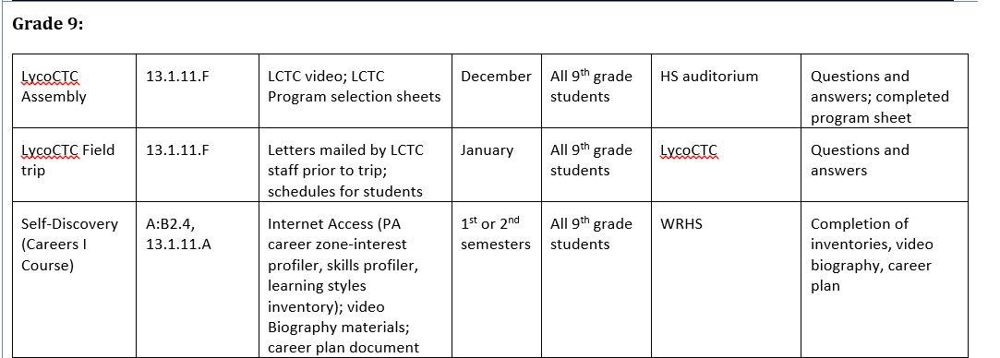 Grade 9:
LycoCTC Assembly | 13.1.11.F | LCTC video; LCTC Program selection sheets | December | All 9th grade students | HS auditorium | Questions and answers; completed program sheet
LycoCTC Field trip | 13.1.11.F | Letters mailed by LCTC staff prior to trip; schedules for students | January | All 9th grade students | LycoCTC | Questions and answers
Self-Discovery (Careers I Course) | A:B2.4, 13.1.11.A | Internet Access (PA career zone-interest profiler, skills profiler, learning styles inventory); video Biography materials; career plan document | 1st or 2nd semesters | All 9th grade students | WRHS | Completion of inventories, video biography, career plan